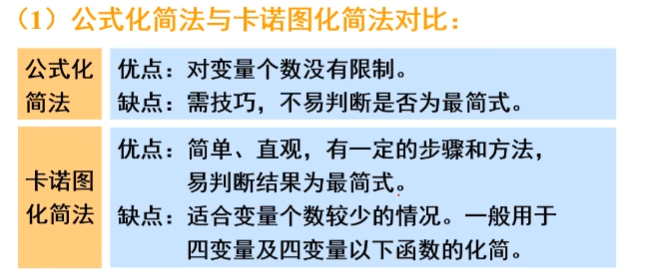 （1）公式化简法与卡诺图化简法对比：
公式化
简法
优点：对变量个数没有限制。
缺点：需技巧，不易判断是否为最简式。
卡诺图
化简法
优点：简单、直观，有一定的步骤和方法，
易判断结果为最简式。
缺点：适合变量个数较少的情况。一般用于
四变量及四变量以下函数的化简。